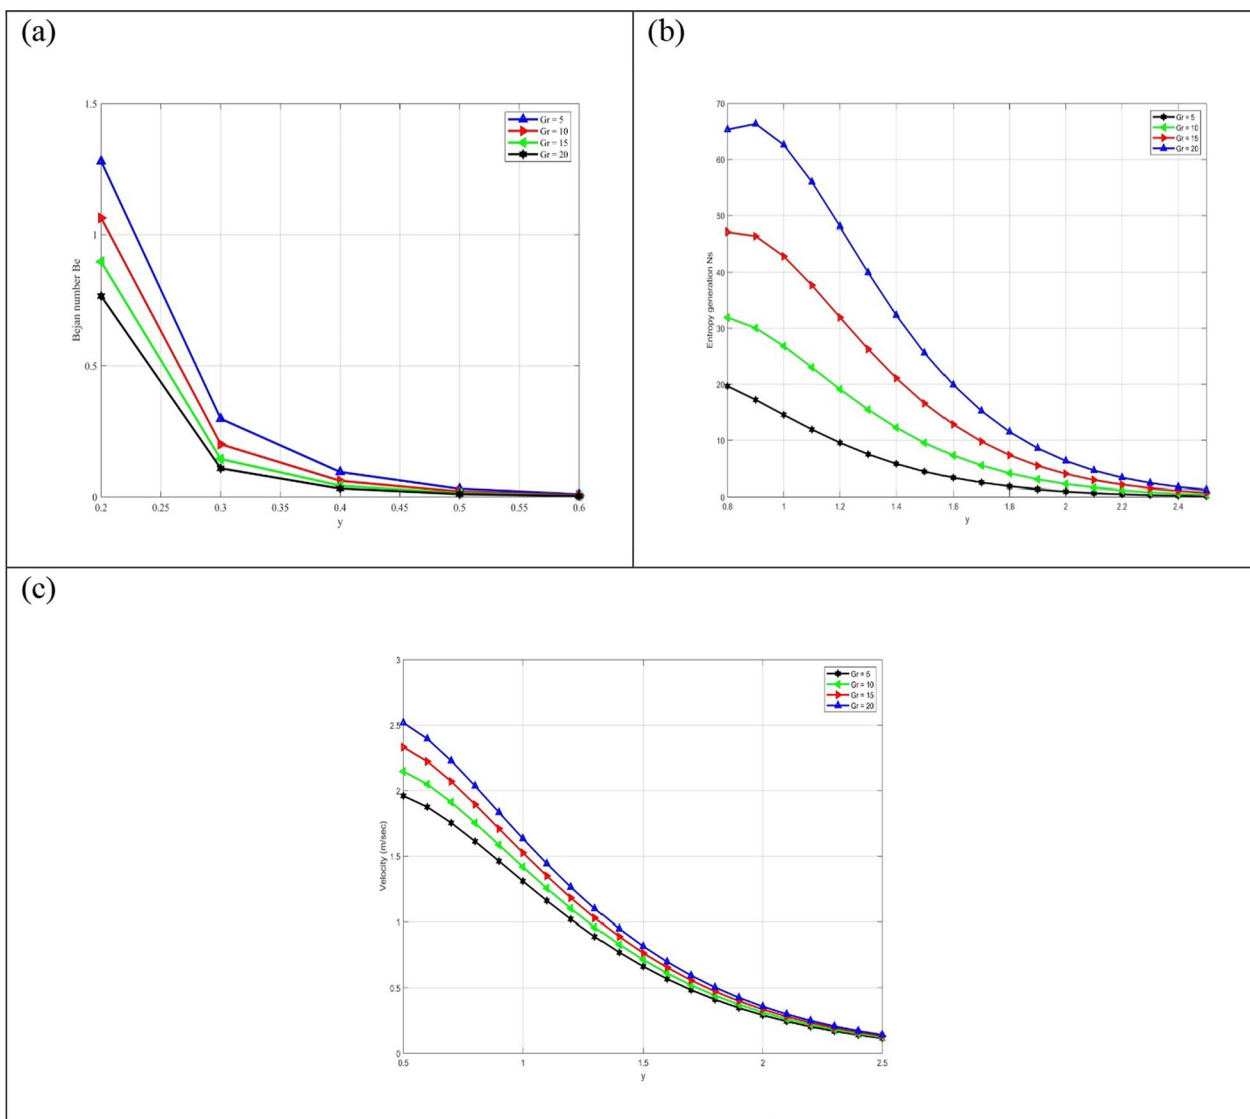 (a)
1.5
1
0.5
0
Bejan number Be
Gr = 5
Gr = 10
Gr = 15
Gr = 20
0.2 0.25 0.3 0.35 0.4 0.45 0.5 0.55 0.6
y
(b)
70
60
50
40
30
20
10
0
Entropy generation Ns
Gr = 5
Gr = 10
Gr = 15
Gr = 20
0.8 1 1.2 1.4 1.6 1.8 2 2.2 2.4
y
(c)
3
2.5
2
1.5
1
0.5
0
Velocity (m/sec)
Gr = 5
Gr = 10
Gr = 15
Gr = 20
0.5 1 1.5 2 2.5
y